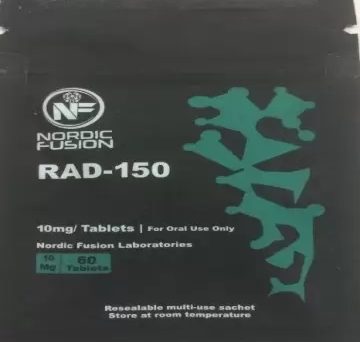 NF
NORDIC
FUSION
RAD-150
10mg/ Tablets | For Oral Use Only
Nordic Fusion Laboratories
10
Mg
60
Tablets
Resealable multi-use sachet
Store at room temperature